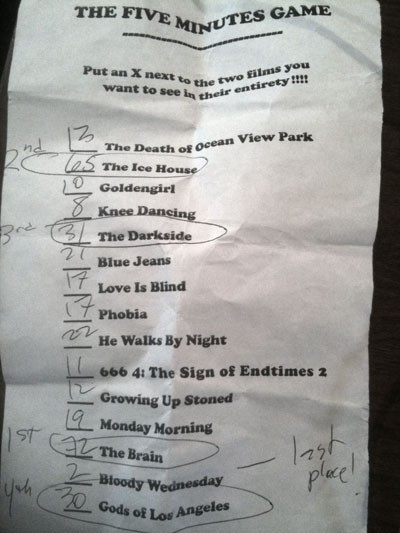 THE FIVE MINUTES GAME
Put an X next to the two films you
want to see in their entirety!!!!
13 The Death of Ocean View Park
2nd 65 The Ice House
10 Goldengirl
8 Knee Dancing
3rd 31 The Darkside
21 Blue Jeans
17 Love Is Blind
17 Phobia
22 He Walks By Night
11 666 4: The Sign of Endtimes 2
12 Growing Up Stoned
19 Monday Morning
1st 72 The Brain
2 Bloody Wednesday — last place!
4th 30 Gods of Los Angeles